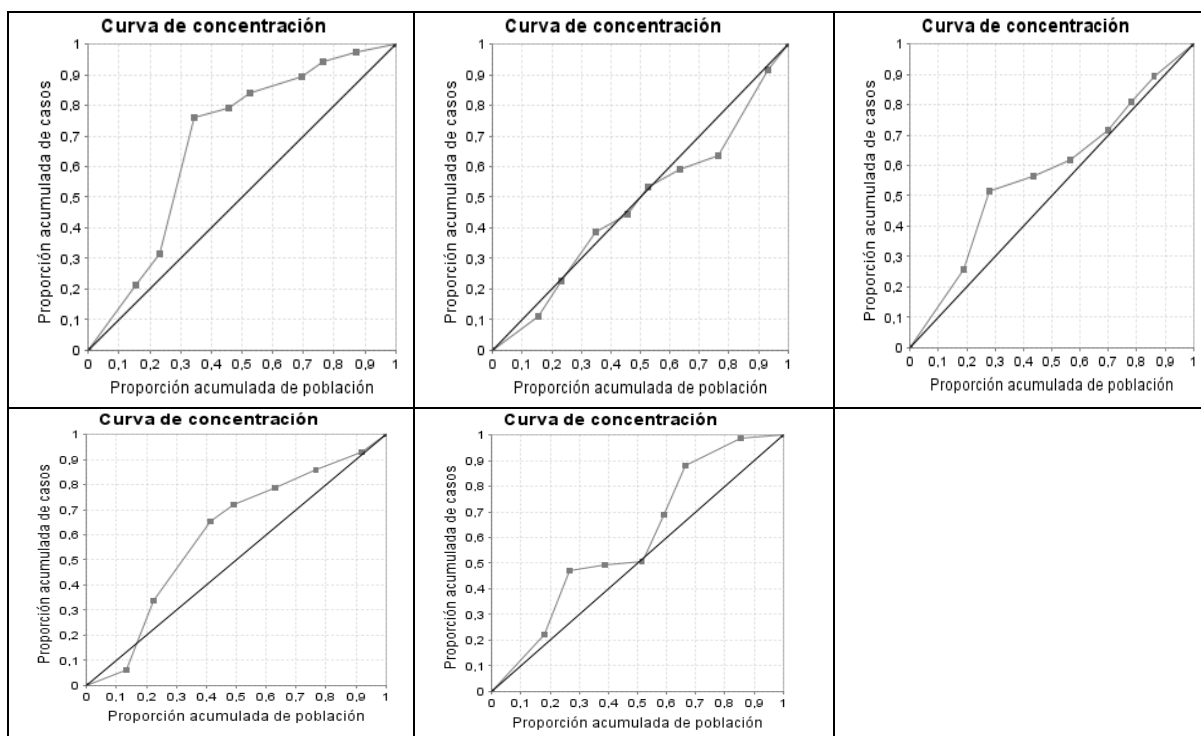 Curva de concentración
Proporción acumulada de casos
1
0,9
0,8
0,7
0,6
0,5
0,4
0,3
0,2
0,1
0
0 0,1 0,2 0,3 0,4 0,5 0,6 0,7 0,8 0,9 1
Proporción acumulada de población
Curva de concentración
Proporción acumulada de casos
1
0,9
0,8
0,7
0,6
0,5
0,4
0,3
0,2
0,1
0
0 0,1 0,2 0,3 0,4 0,5 0,6 0,7 0,8 0,9 1
Proporción acumulada de población
Curva de concentración
Proporción acumulada de casos
1
0,9
0,8
0,7
0,6
0,5
0,4
0,3
0,2
0,1
0
0 0,1 0,2 0,3 0,4 0,5 0,6 0,7 0,8 0,9 1
Proporción acumulada de población
Curva de concentración
Proporción acumulada de casos
1
0,9
0,8
0,7
0,6
0,5
0,4
0,3
0,2
0,1
0
0 0,1 0,2 0,3 0,4 0,5 0,6 0,7 0,8 0,9 1
Proporción acumulada de población
Curva de concentración
Proporción acumulada de casos
1
0,9
0,8
0,7
0,6
0,5
0,4
0,3
0,2
0,1
0
0 0,1 0,2 0,3 0,4 0,5 0,6 0,7 0,8 0,9 1
Proporción acumulada de población